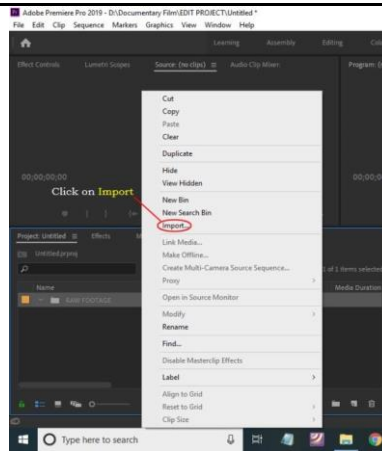 Adobe Premiere Pro 2019 - D:\Documentary Film\EDIT PROJECT\Untitled *
File Edit Clip Sequence Markers Graphics View Window Help
Learning Assembly Editing
Effect Controls Lumetri Scopes Source: (no clips) Audio Clip Mixer: Program:
Cut
Copy
Paste
Clear
Duplicate
Hide
View Hidden
00;00;00;00 00;00;
Click on Import
New Bin
New Search Bin
Import...
Project: Untitled Effects
Link Media...
Untitled.prproj
Make Offline...
Create Multi-Camera Source Sequence... 1 of 1 items selected
Proxy
Name Media Duration
RAW FOOTAGE
Open in Source Monitor
Modify
Rename
Find...
Disable Masterclip Effects
Label
Align to Grid
Reset to Grid
Clip Size
Type here to search